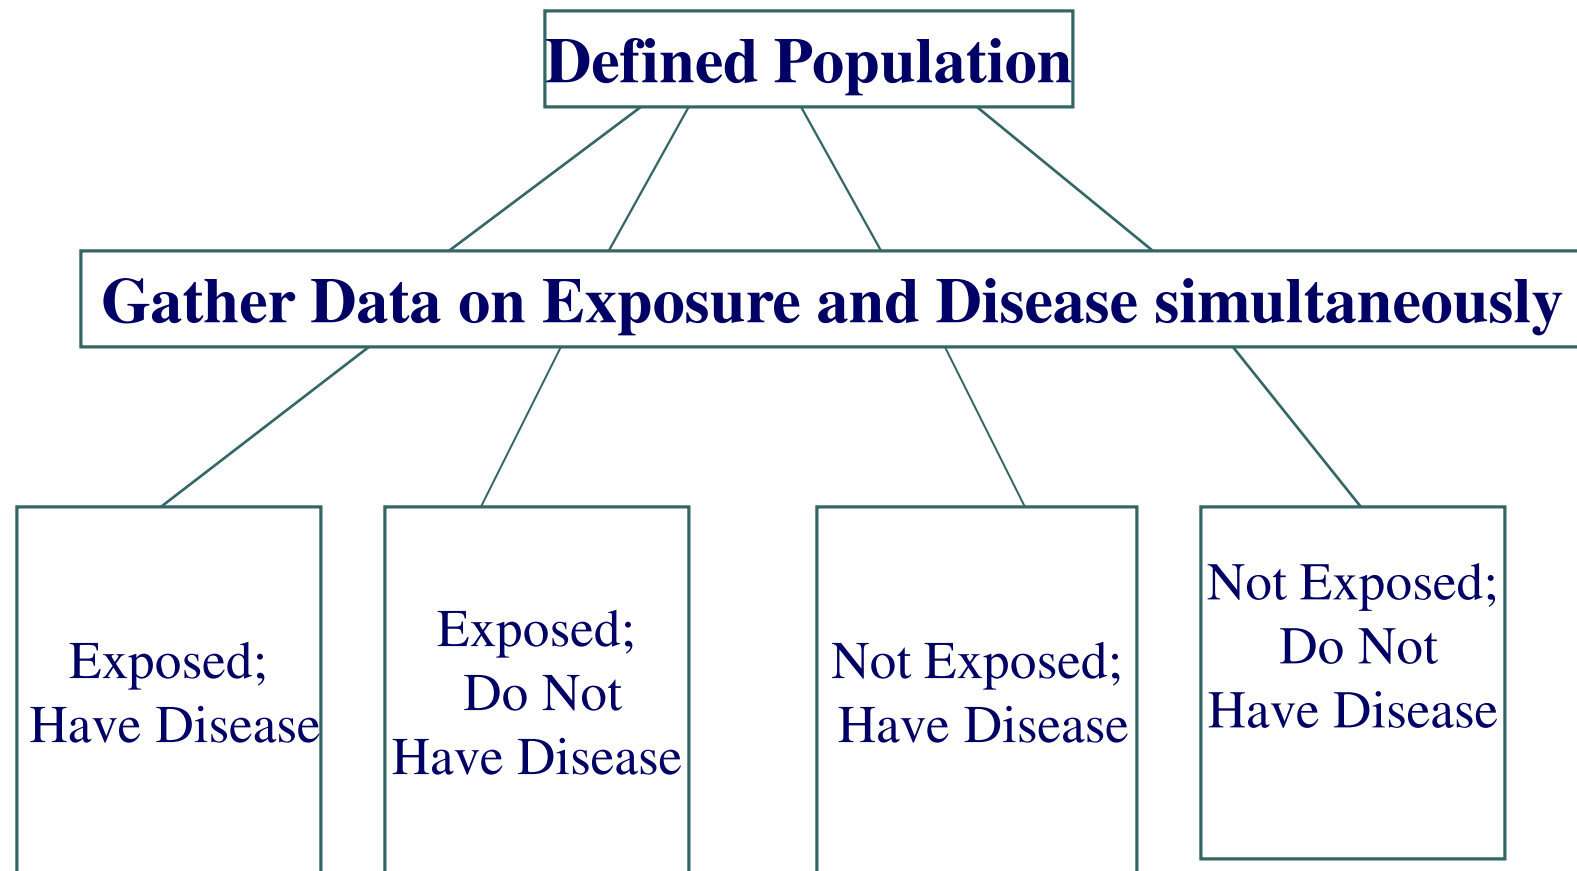 Defined Population
Gather Data on Exposure and Disease simultaneously
Exposed;
Have Disease
Exposed;
Do Not
Have Disease
Not Exposed;
Have Disease
Not Exposed;
Do Not
Have Disease